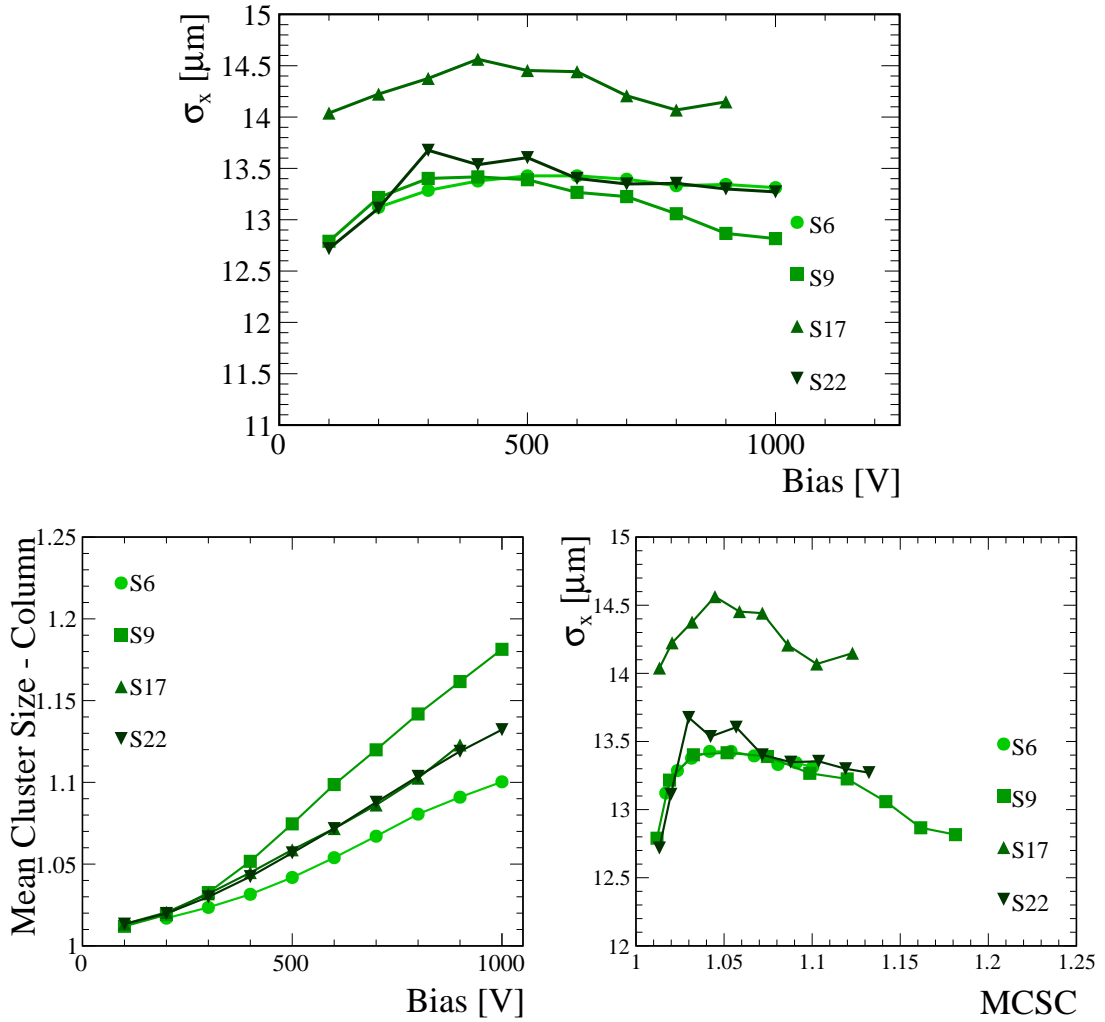 15
14.5
14
13.5
13
12.5
12
11.5
11
σx [μm]
0
500
1000
Bias [V]
S6
S9
S17
S22
1.25
1.2
1.15
1.1
1.05
1
Mean Cluster Size - Column
0
500
1000
Bias [V]
S6
S9
S17
S22
15
14.5
14
13.5
13
12.5
12
σx [μm]
1
1.05
1.1
1.15
1.2
1.25
MCSC
S6
S9
S17
S22